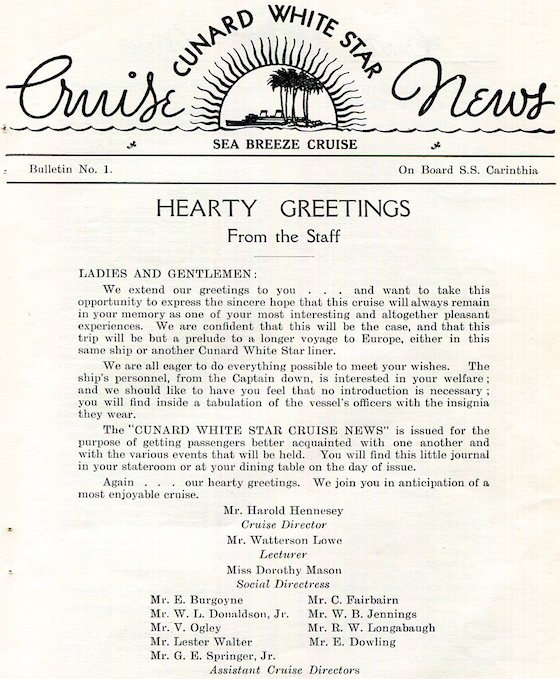 CUNARD WHITE STAR
Cruise News
SEA BREEZE CRUISE
Bulletin No. 1. On Board S.S. Carinthia
HEARTY GREETINGS
From the Staff
LADIES AND GENTLEMEN:
We extend our greetings to you . . . and want to take this
opportunity to express the sincere hope that this cruise will always remain
in your memory as one of your most interesting and altogether pleasant
experiences. We are confident that this will be the case, and that this
trip will be but a prelude to a longer voyage to Europe, either in this
same ship or another Cunard White Star liner.
We are all eager to do everything possible to meet your wishes. The
ship's personnel, from the Captain down, is interested in your welfare;
and we should like to have you feel that no introduction is necessary;
you will find inside a tabulation of the vessel's officers with the insignia
they wear.
The "CUNARD WHITE STAR CRUISE NEWS" is issued for the
purpose of getting passengers better acquainted with one another and
with the various events that will be held. You will find this little journal
in your stateroom or at your dining table on the day of issue.
Again . . . our hearty greetings. We join you in anticipation of a
most enjoyable cruise.
Mr. Harold Hennesey
Cruise Director
Mr. Watterson Lowe
Lecturer
Miss Dorothy Mason
Social Directress
Mr. E. Burgoyne Mr. C. Fairbairn
Mr. W. L. Donaldson, Jr. Mr. W. B. Jennings
Mr. V. Ogley Mr. R. W. Longabaugh
Mr. Lester Walter Mr. E. Dowling
Mr. G. E. Springer, Jr.
Assistant Cruise Directors